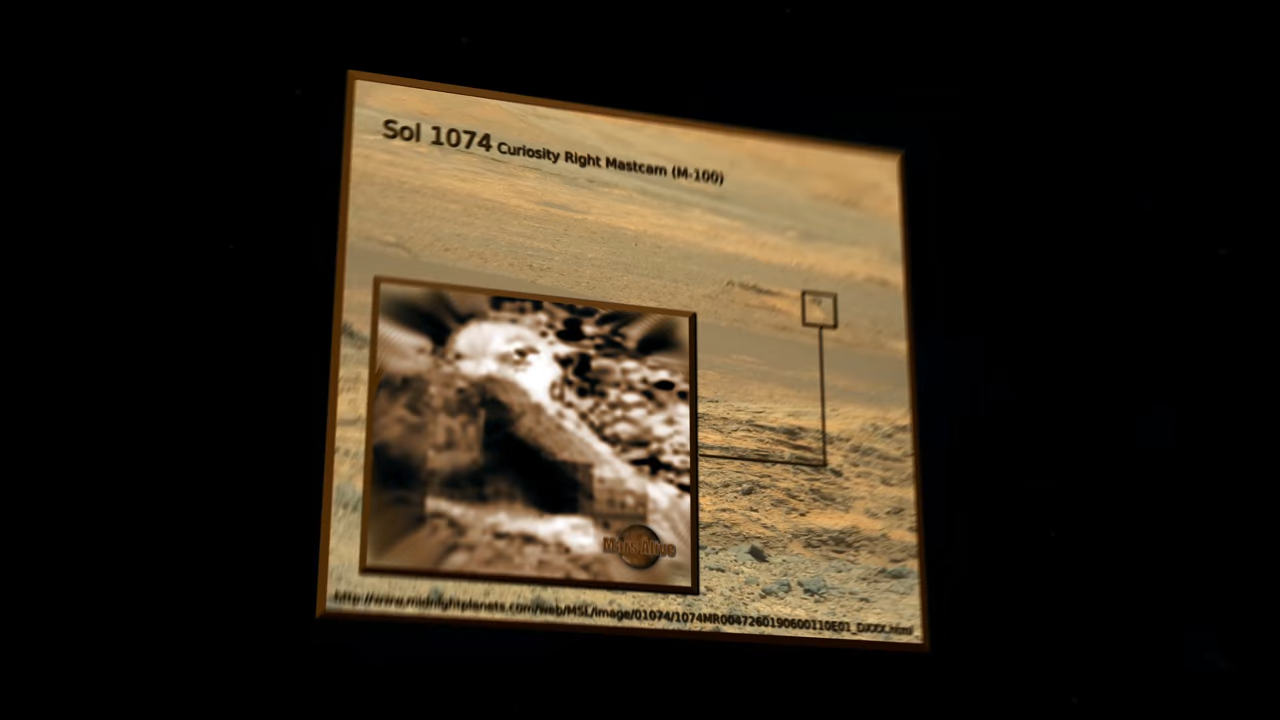 Sol 1074 Curiosity Right Mastcam (M-100)
Mars Alive
http://www.midnightplanets.com/web/MSL/image/01074/1074MR0047260190600110E01_DXXX.html